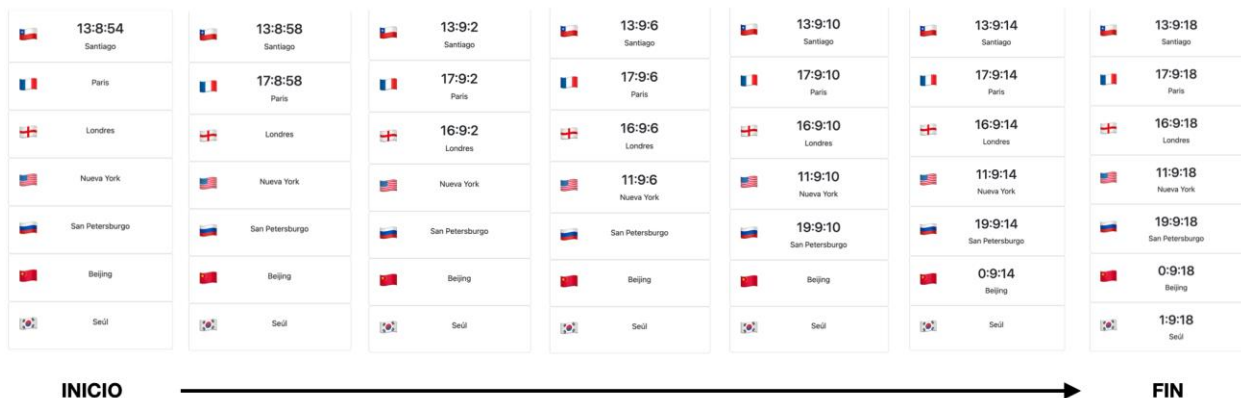 13:8:54
Santiago
Paris
Londres
Nueva York
San Petersburgo
Beijing
Seúl
13:8:58
Santiago
17:8:58
Paris
Londres
Nueva York
San Petersburgo
Beijing
Seúl
13:9:2
Santiago
17:9:2
Paris
16:9:2
Londres
Nueva York
San Petersburgo
Beijing
Seúl
13:9:6
Santiago
17:9:6
Paris
16:9:6
Londres
11:9:6
Nueva York
San Petersburgo
Beijing
Seúl
13:9:10
Santiago
17:9:10
Paris
16:9:10
Londres
11:9:10
Nueva York
19:9:10
San Petersburgo
Beijing
Seúl
13:9:14
Santiago
17:9:14
Paris
16:9:14
Londres
11:9:14
Nueva York
19:9:14
San Petersburgo
0:9:14
Beijing
Seúl
13:9:18
Santiago
17:9:18
Paris
16:9:18
Londres
11:9:18
Nueva York
19:9:18
San Petersburgo
0:9:18
Beijing
1:9:18
Seúl
INICIO
FIN